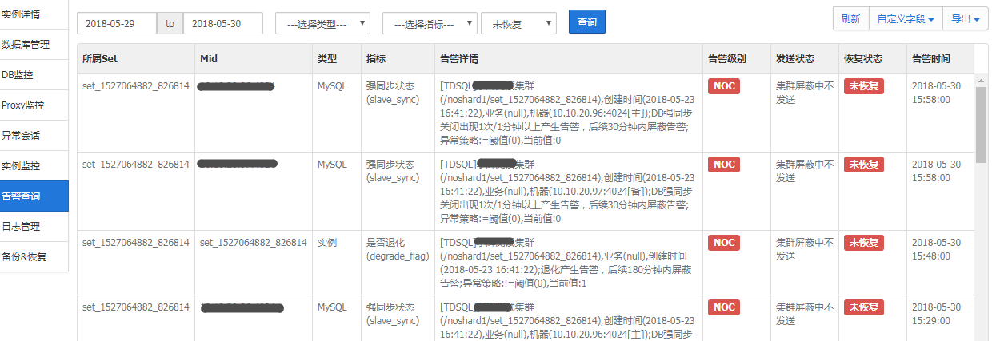 实例详情
数据库管理
DB监控
Proxy监控
异常会话
实例监控
告警查询
日志管理
备份&恢复
2018-05-29 to 2018-05-30 ---选择类型--- ---选择指标--- 未恢复 查询 刷新 自定义字段 导出
所属Set Mid 类型 指标 告警详情 告警级别 发送状态 恢复状态 告警时间
set_1527064882_826814
MySQL
强同步状态
(slave_sync)
[TDSQL] 集群
(/noshard1/set_1527064882_826814),创建时间(2018-05-23
16:41:22),业务(null),机器(10.10.20.96:4024[主]);DB强同步
关闭出现1次/1分钟以上产生告警，后续30分钟内屏蔽告警;
异常策略:=阈值(0),当前值:0
NOC
集群屏蔽中不
发送
未恢复
2018-05-30
15:58:00
set_1527064882_826814
MySQL
强同步状态
(slave_sync)
[TDSQL] 集群
(/noshard1/set_1527064882_826814),创建时间(2018-05-23
16:41:22),业务(null),机器(10.10.20.97:4024[备]);DB强同步
关闭出现1次/1分钟以上产生告警，后续30分钟内屏蔽告警;
异常策略:=阈值(0),当前值:0
NOC
集群屏蔽中不
发送
未恢复
2018-05-30
15:58:00
set_1527064882_826814
set_1527064882_826814
实例
是否退化
(degrade_flag)
[TDSQL] 集群
(/noshard1/set_1527064882_826814),业务(null),创建时间
(2018-05-23 16:41:22);退化产生告警，后续180分钟内屏蔽
告警;异常策略:!=阈值(0),当前值:1
NOC
集群屏蔽中不
发送
未恢复
2018-05-30
15:48:00
set_1527064882_826814
MySQL
强同步状态
(slave_sync)
[TDSQL] 式集群
(/noshard1/set_1527064882_826814),创建时间(2018-05-23
16:41:22),业务(null),机器(10.10.20.96:4024[主]);DB强同步
NOC
集群屏蔽中不
发送
未恢复
2018-05-30
15:29:00